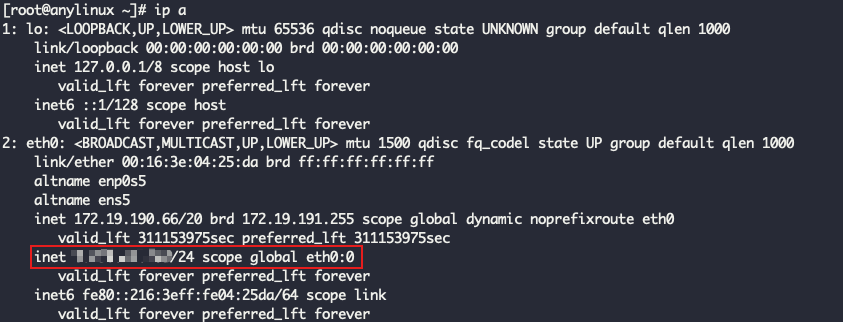 [root@anylinux ~]# ip a
1: lo: <LOOPBACK,UP,LOWER_UP> mtu 65536 qdisc noqueue state UNKNOWN group default qlen 1000
link/loopback 00:00:00:00:00:00 brd 00:00:00:00:00:00
inet 127.0.0.1/8 scope host lo
valid_lft forever preferred_lft forever
inet6 ::1/128 scope host
valid_lft forever preferred_lft forever
2: eth0: <BROADCAST,MULTICAST,UP,LOWER_UP> mtu 1500 qdisc fq_codel state UP group default qlen 1000
link/ether 00:16:3e:04:25:da brd ff:ff:ff:ff:ff:ff
altname enp0s5
altname ens5
inet 172.19.190.66/20 brd 172.19.191.255 scope global dynamic noprefixroute eth0
valid_lft 311153975sec preferred_lft 311153975sec
inet /24 scope global eth0:0
valid_lft forever preferred_lft forever
inet6 fe80::216:3eff:fe04:25da/64 scope link
valid_lft forever preferred_lft forever